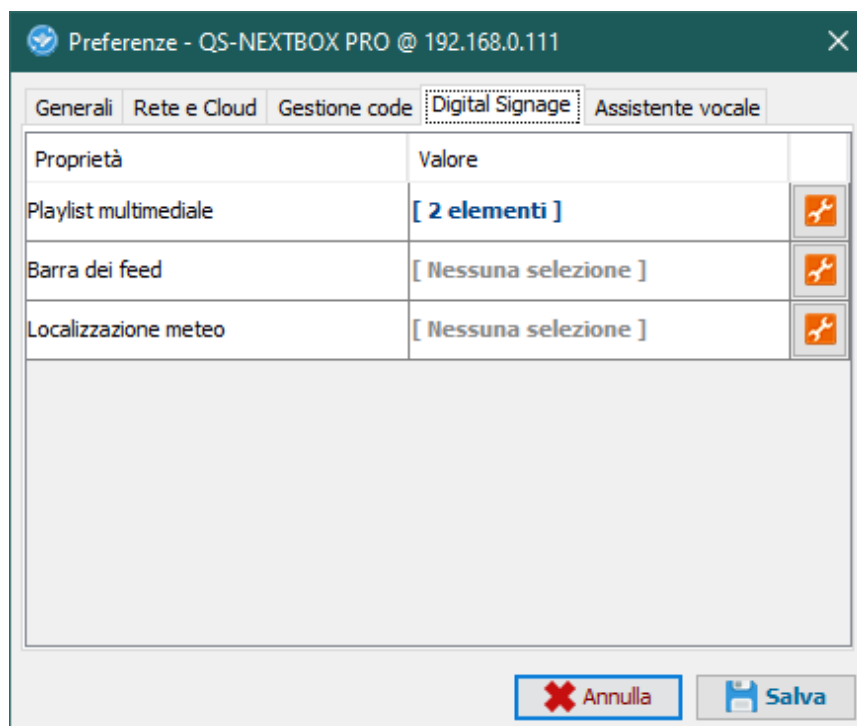 Preferenze - QS-NEXTBOX PRO @ 192.168.0.111
Generali Rete e Cloud Gestione code Digital Signage Assistente vocale
Proprietà Valore
Playlist multimediale [ 2 elementi ]
Barra dei feed [ Nessuna selezione ]
Localizzazione meteo [ Nessuna selezione ]
Annulla Salva